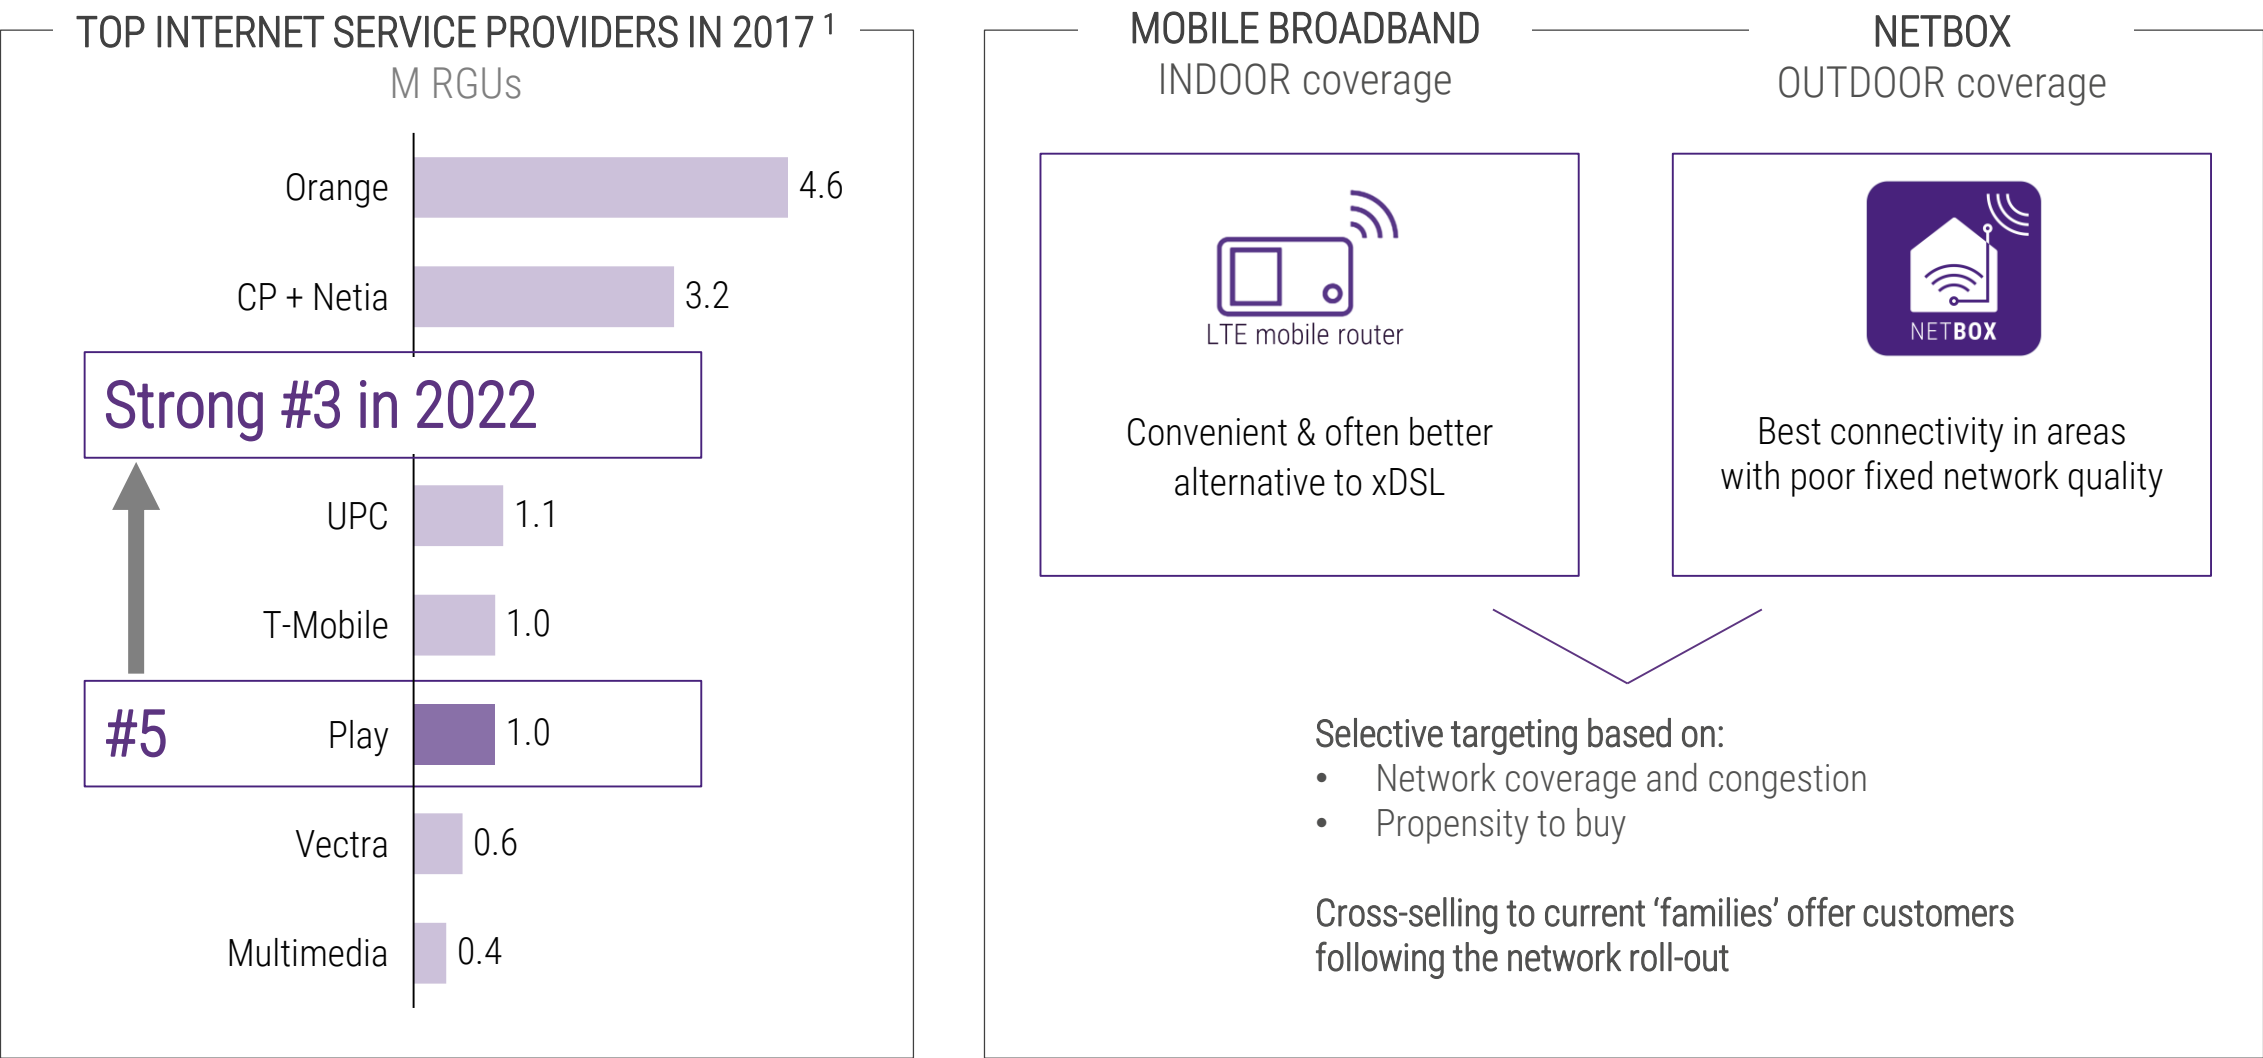 TOP INTERNET SERVICE PROVIDERS IN 2017 ¹
M RGUs
Orange 4.6
CP + Netia 3.2
Strong #3 in 2022
UPC 1.1
T-Mobile 1.0
#5 Play 1.0
Vectra 0.6
Multimedia 0.4
MOBILE BROADBAND
INDOOR coverage
LTE mobile router
Convenient & often better
alternative to xDSL
NETBOX
OUTDOOR coverage
NETBOX
Best connectivity in areas
with poor fixed network quality
Selective targeting based on:
• Network coverage and congestion
• Propensity to buy
Cross-selling to current ‘families’ offer customers
following the network roll-out